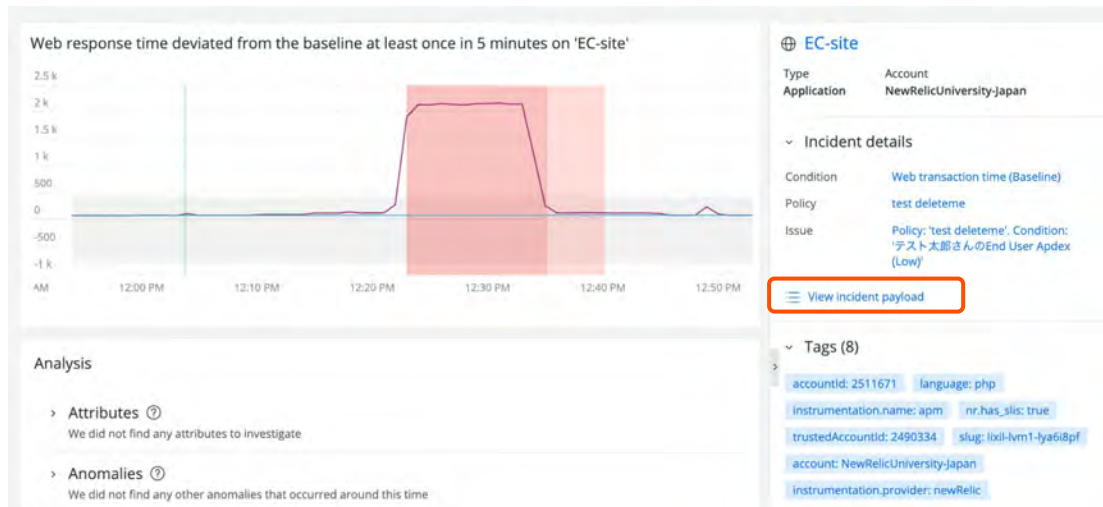 Web response time deviated from the baseline at least once in 5 minutes on 'EC-site'
2.5 k
2 k
1.5 k
1 k
500
0
-500
-1 k
AM
12:00 PM
12:10 PM
12:20 PM
12:30 PM
12:40 PM
12:50 PM
Analysis
Attributes
We did not find any attributes to investigate
Anomalies
We did not find any other anomalies that occurred around this time
EC-site
Type Account
Application NewRelicUniversity-Japan
Incident details
Condition Web transaction time (Baseline)
Policy test deleteme
Issue Policy: 'test deleteme'. Condition:
'テスト太郎さんのEnd User Apdex
(Low)'
View incident payload
Tags (8)
accountId: 2511671 language: php
instrumentation.name: apm nr.has_slis: true
trustedAccountId: 2490334 slug: lixil-lvm1-lya6i8pf
account: NewRelicUniversity-Japan
instrumentation.provider: newRelic